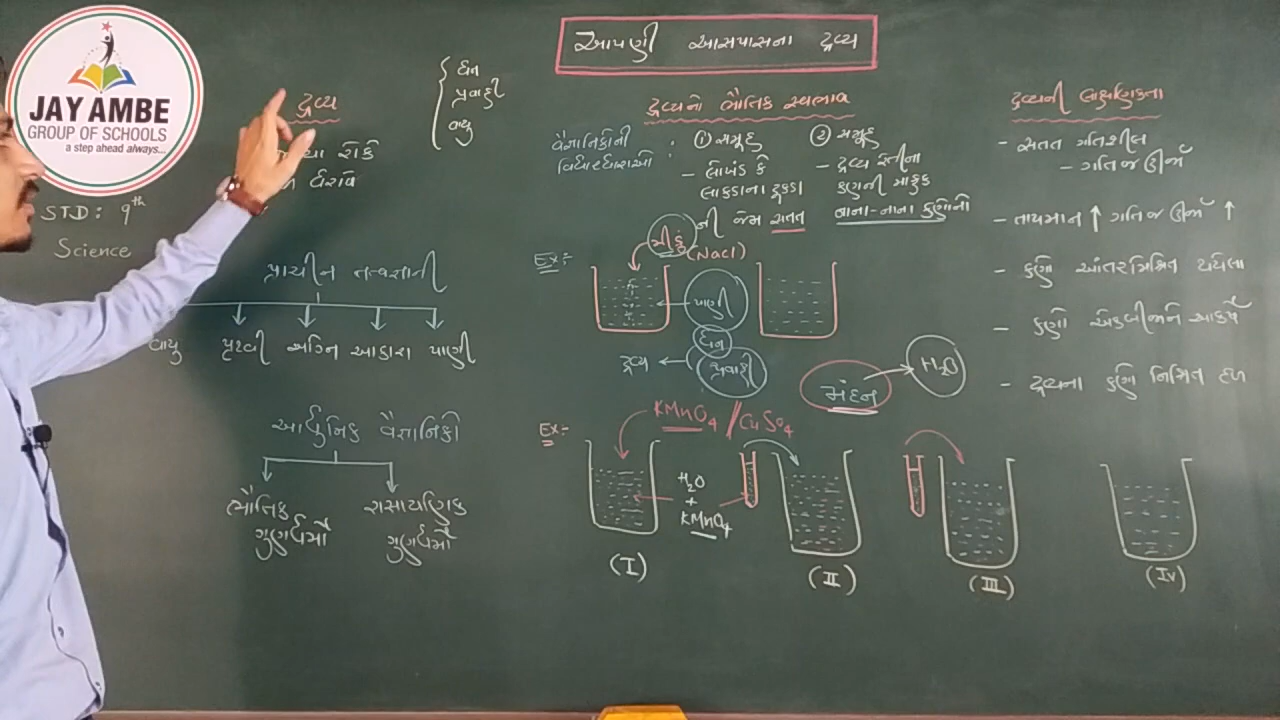 JAY AMBE
GROUP OF SCHOOLS
a step ahead always...
STD: 9th
Science
આપણી આસપાસના દ્રવ્ય
દ્રવ્ય
રોકે
ધરાવે
ઘન
પ્રવાહી
વાયુ
પ્રાચીન તત્વજ્ઞાની
વાયુ પૃથ્વી અગ્નિ આકાશ પાણી
આધુનિક વૈજ્ઞાનિકો
ભૌતિક ગુણધર્મો
રાસાયણિક ગુણધર્મો
દ્રવ્યનો ભૌતિક સ્વભાવ
વૈજ્ઞાનિકોની
વિચારધારાઓ :
① સમૂહ
- લોખંડ કે
લાકડાના ટૂકડા
ની જેમ સતત
② સમૂહ
- દ્રવ્ય રેતીના
કણની માફક
નાના-નાના કણોનો
Ex:-
મીઠું (Nacl)
પાણી
ઘન
દ્રવ્ય
પ્રવાહી
મંદન
H2O
Ex:-
KMnO4 // CuSO4
H2O
+
KMnO4
(I) (II) (III) (IV)
દ્રવ્યની લાક્ષણિકતા
- સતત ગતિશીલ
- ગતિજ ઊર્જા
- તાપમાન ↑ ગતિજ ઊર્જા ↑
- કણો આંતરમિશ્રિત થયેલા
- કણો એકબીજાને આકર્ષે
- દ્રવ્યના કણો નિશ્ચિત દળ